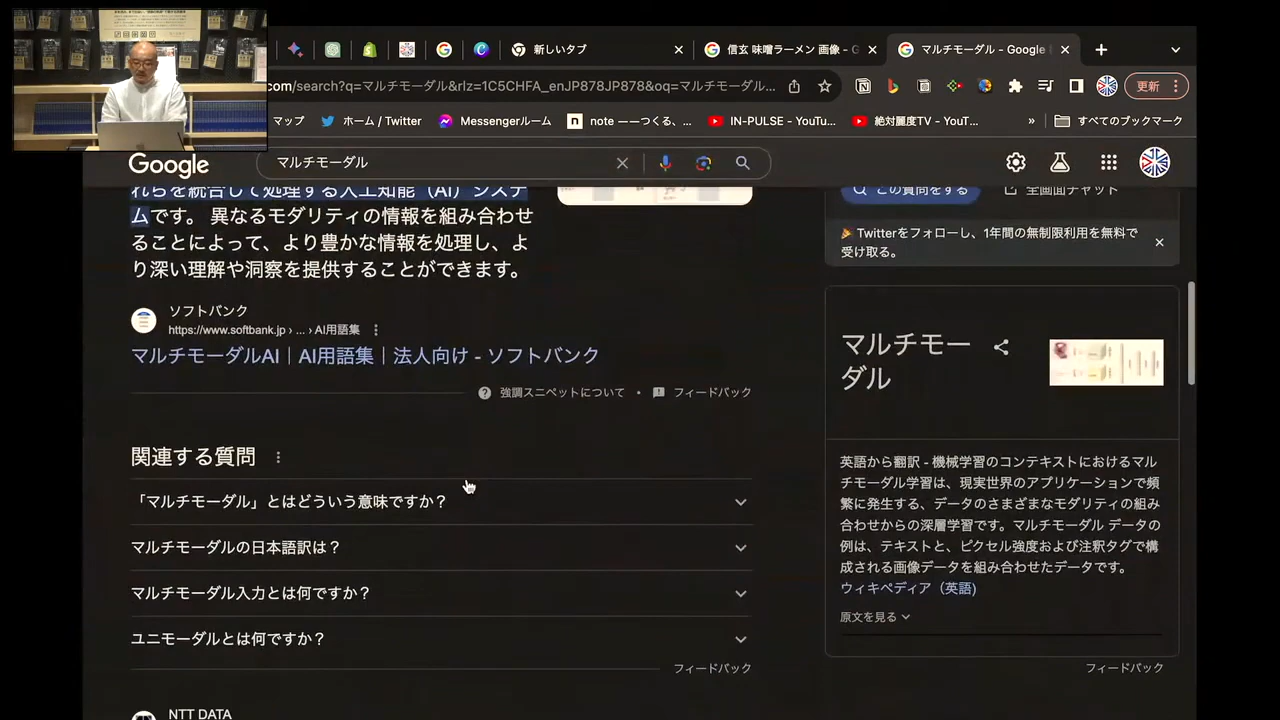 新しいタブ
信玄 味噌ラーメン 画像 - G
マルチモーダル - Google
com/search?q=マルチモーダル&rlz=1C5CHFA_enJP878JP878&oq=マルチモーダル...
更新
マップ
ホーム / Twitter
Messengerルーム
note ——つくる、...
IN-PULSE - YouTu...
絶対麗度TV - YouT...
»
すべてのブックマーク
Google
マルチモーダル
れらを統合して処理する人工知能（AI）システ
ムです。 異なるモダリティの情報を組み合わせ
ることによって、より豊かな情報を処理し、よ
り深い理解や洞察を提供することができます。
ソフトバンク
https://www.softbank.jp › ... › AI用語集
マルチモーダルAI｜AI用語集｜法人向け - ソフトバンク
強調スニペットについて • フィードバック
関連する質問
「マルチモーダル」とはどういう意味ですか？
マルチモーダルの日本語訳は？
マルチモーダル入力とは何ですか？
ユニモーダルとは何ですか？
フィードバック
NTT DATA
この質問をする
全画面チャット
Twitterをフォローし、1年間の無制限利用を無料で
受け取る。
マルチモー
ダル
英語から翻訳 - 機械学習のコンテキストにおけるマル
チモーダル学習は、現実世界のアプリケーションで頻
繁に発生する、データのさまざまなモダリティの組み
合わせからの深層学習です。マルチモーダル データの
例は、テキストと、ピクセル強度および注釈タグで構
成される画像データを組み合わせたデータです。
ウィキペディア（英語）
原文を見る
フィードバック